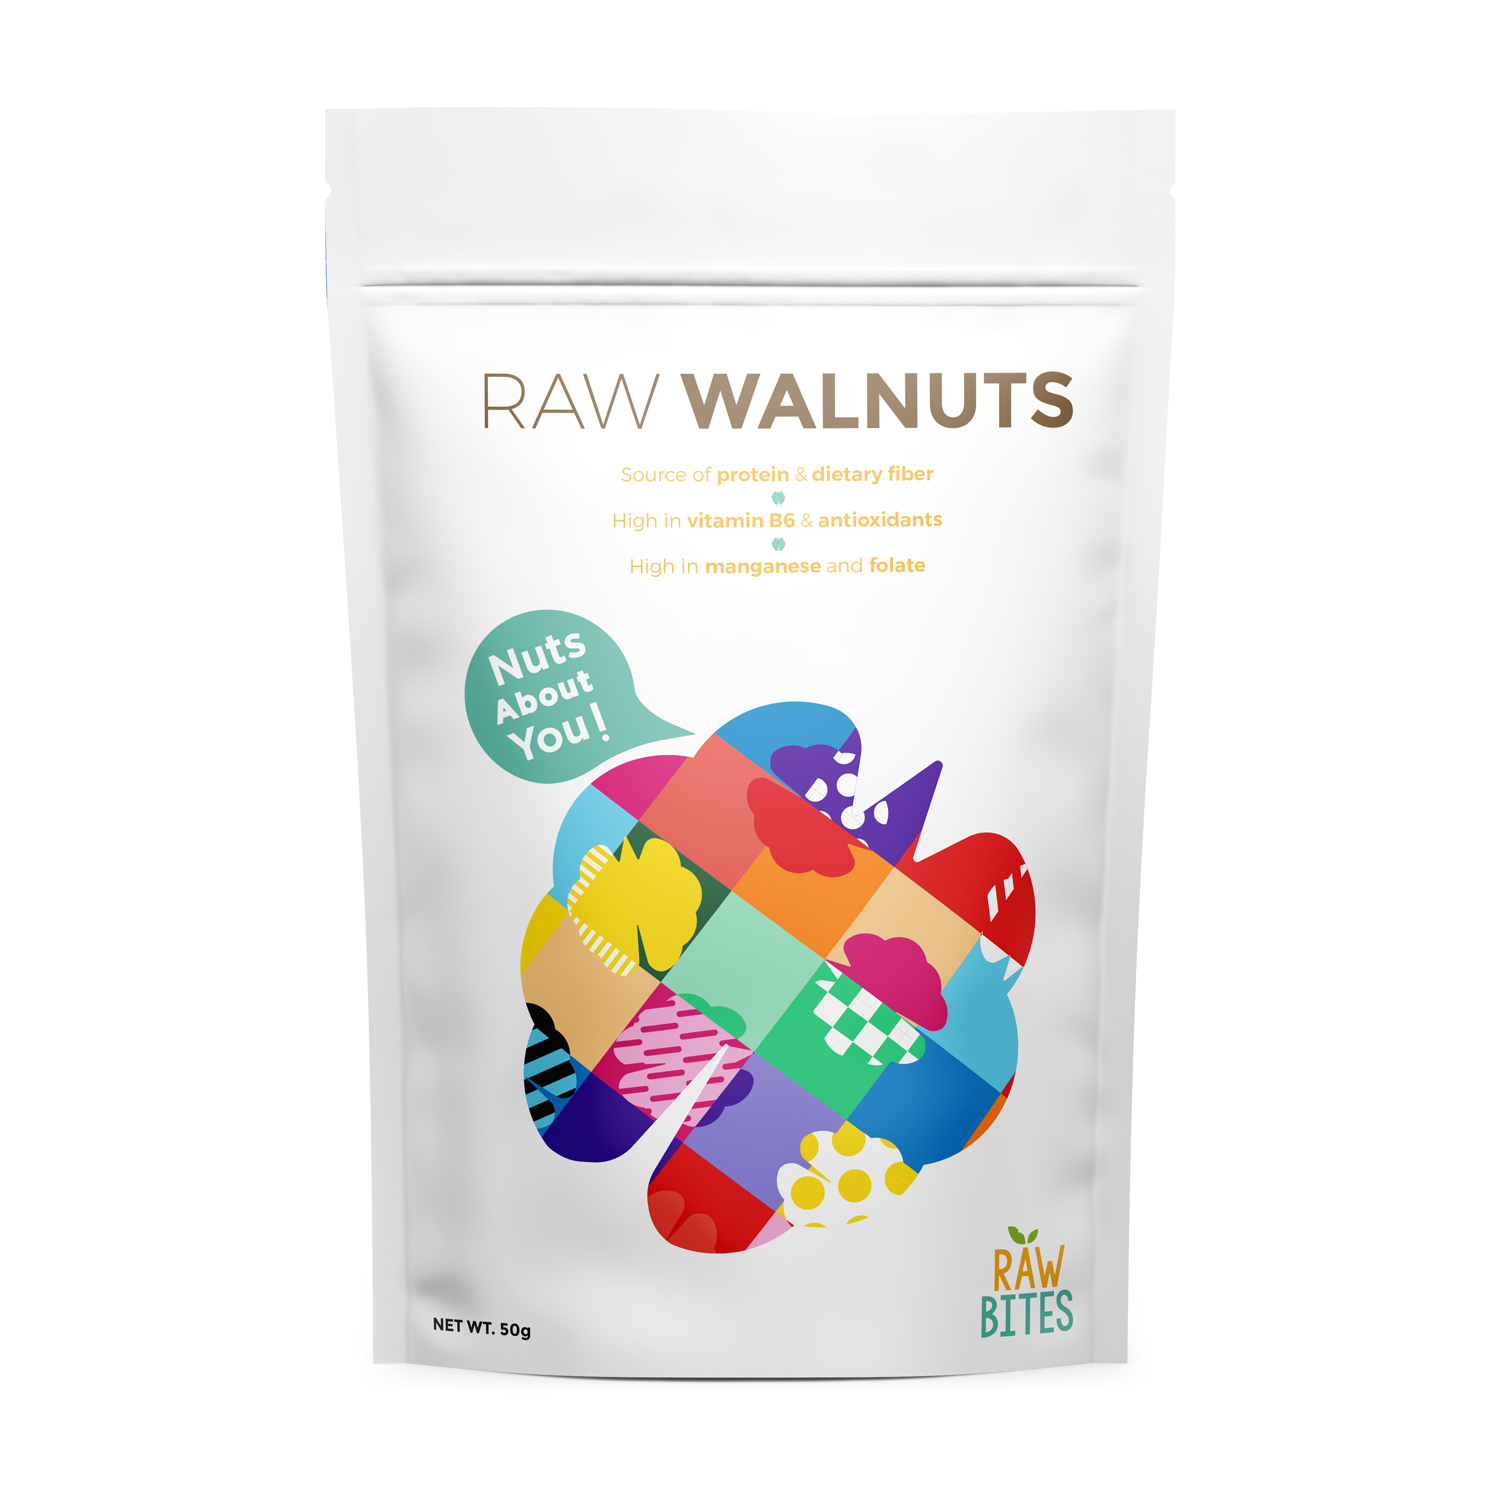 RAW WALNUTS
Source of protein & dietary fiber
High in vitamin B6 & antioxidants
High in manganese and folate
Nuts
About
You!
RAW
BITES
NET WT. 50g